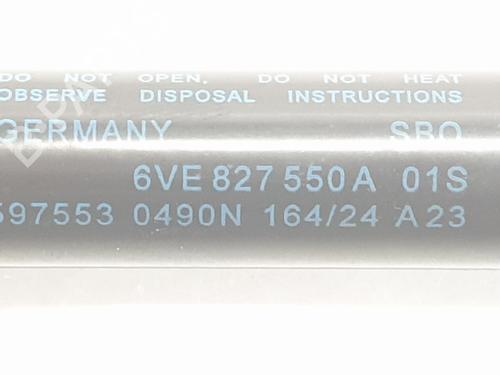 DO NOT OPEN, DO NOT HEAT
OBSERVE DISPOSAL INSTRUCTIONS
GERMANY SBO
6VE 827 550 A 01S
597553 0490N 164/24 A 23